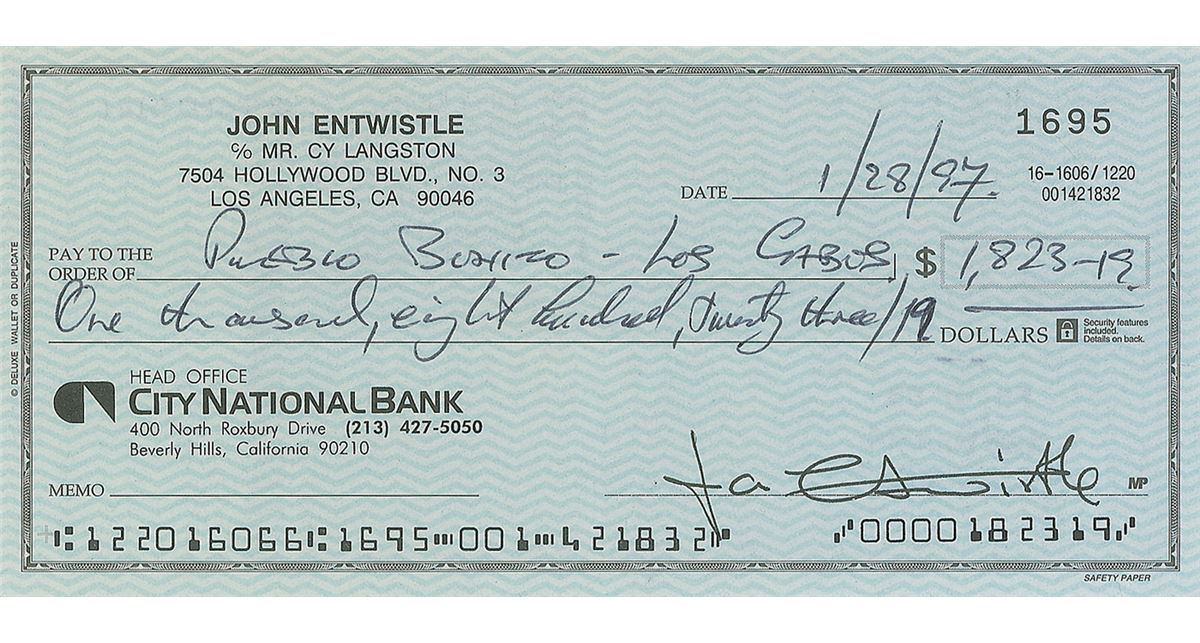 JOHN ENTWISTLE
1695
℅ MR. CY LANGSTON
7504 HOLLYWOOD BLVD., NO. 3
LOS ANGELES, CA 90046
DATE 1/28/97.
16-1606/1220
001421832
PAY TO THE
ORDER OF Pueblo Bonito - Los Cabos $ 1,823-19
One thousand, eight hundred, twenty three/19 DOLLARS
Security features
included.
Details on back.
© DELUXE WALLET OR DUPLICATE
HEAD OFFICE
CITY NATIONAL BANK
400 North Roxbury Drive (213) 427-5050
Beverly Hills, California 90210
MEMO
Ja Entwistle MP
⑆122016066⑆1695⑈001⑈421832⑈ ⑈0000182319⑈
SAFETY PAPER